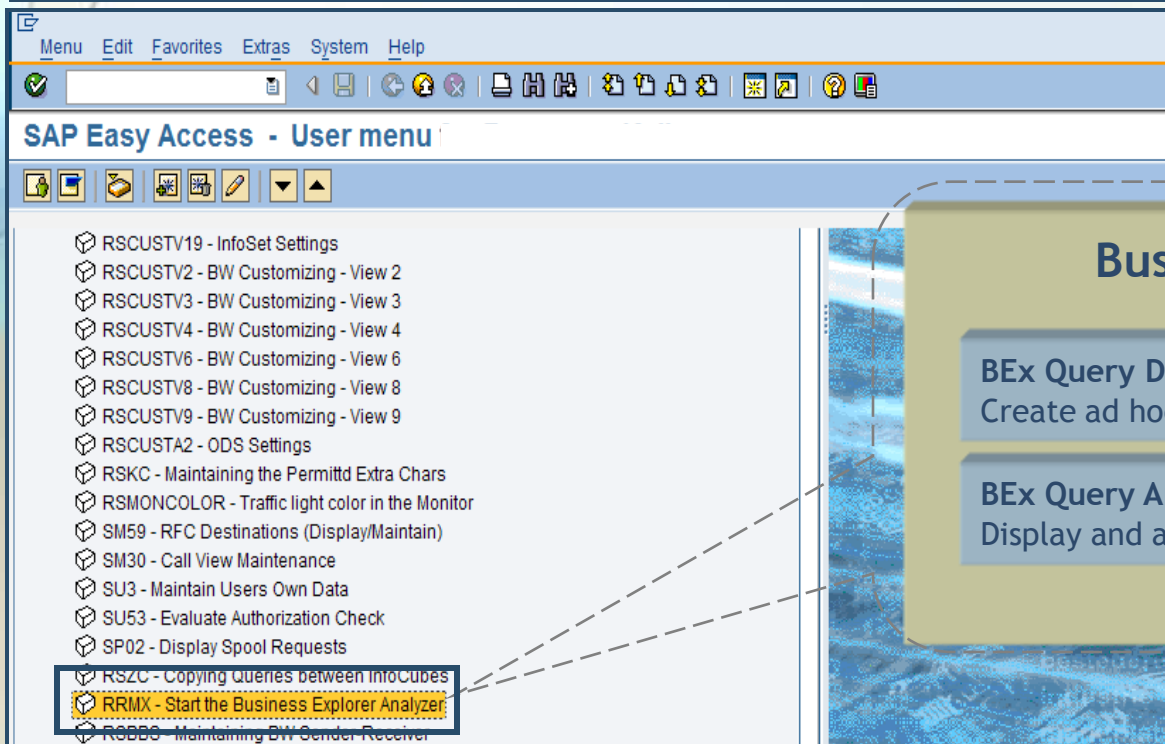 Menu Edit Favorites Extras System Help
SAP Easy Access - User menu
RSCUSTV19 - InfoSet Settings
RSCUSTV2 - BW Customizing - View 2
RSCUSTV3 - BW Customizing - View 3
RSCUSTV4 - BW Customizing - View 4
RSCUSTV6 - BW Customizing - View 6
RSCUSTV8 - BW Customizing - View 8
RSCUSTV9 - BW Customizing - View 9
RSCUSTA2 - ODS Settings
RSKC - Maintaining the Permittd Extra Chars
RSMONCOLOR - Traffic light color in the Monitor
SM59 - RFC Destinations (Display/Maintain)
SM30 - Call View Maintenance
SU3 - Maintain Users Own Data
SU53 - Evaluate Authorization Check
SP02 - Display Spool Requests
RSZC - Copying Queries between InfoCubes
RRMX - Start the Business Explorer Analyzer
RSBBS - Maintaining BW Sender Receiver
Bus
BEx Query D
Create ad ho
BEx Query A
Display and a